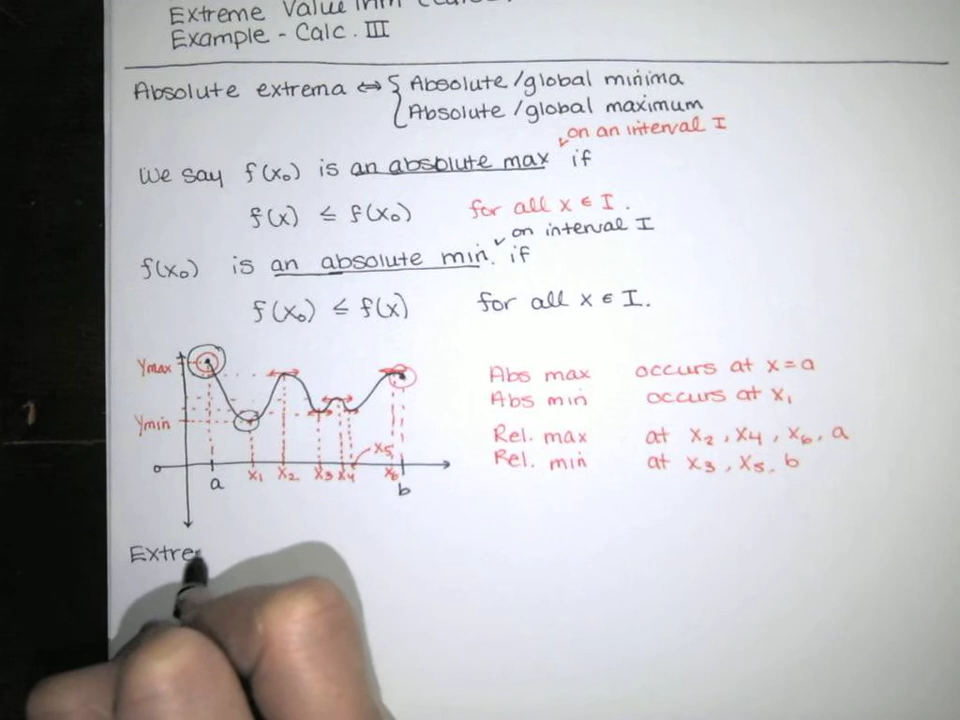 Extreme Value
Example - Calc. III
Absolute extrema ⇔ { Absolute/global minima
Absolute/global maximum
on an interval I
We say f(x₀) is an absolute max if
f(x) ≤ f(x₀) for all x ∈ I.
on interval I
f(x₀) is an absolute min. if
f(x₀) ≤ f(x) for all x ∈ I.
Ymax
Abs max occurs at x=a
Abs min occurs at x₁
Ymin
Rel. max at x₂, x₄, x₆, a
Rel. min at x₃, x₅, b
x₅
a x₁ x₂ x₃ x₄ x₆ b
Extre